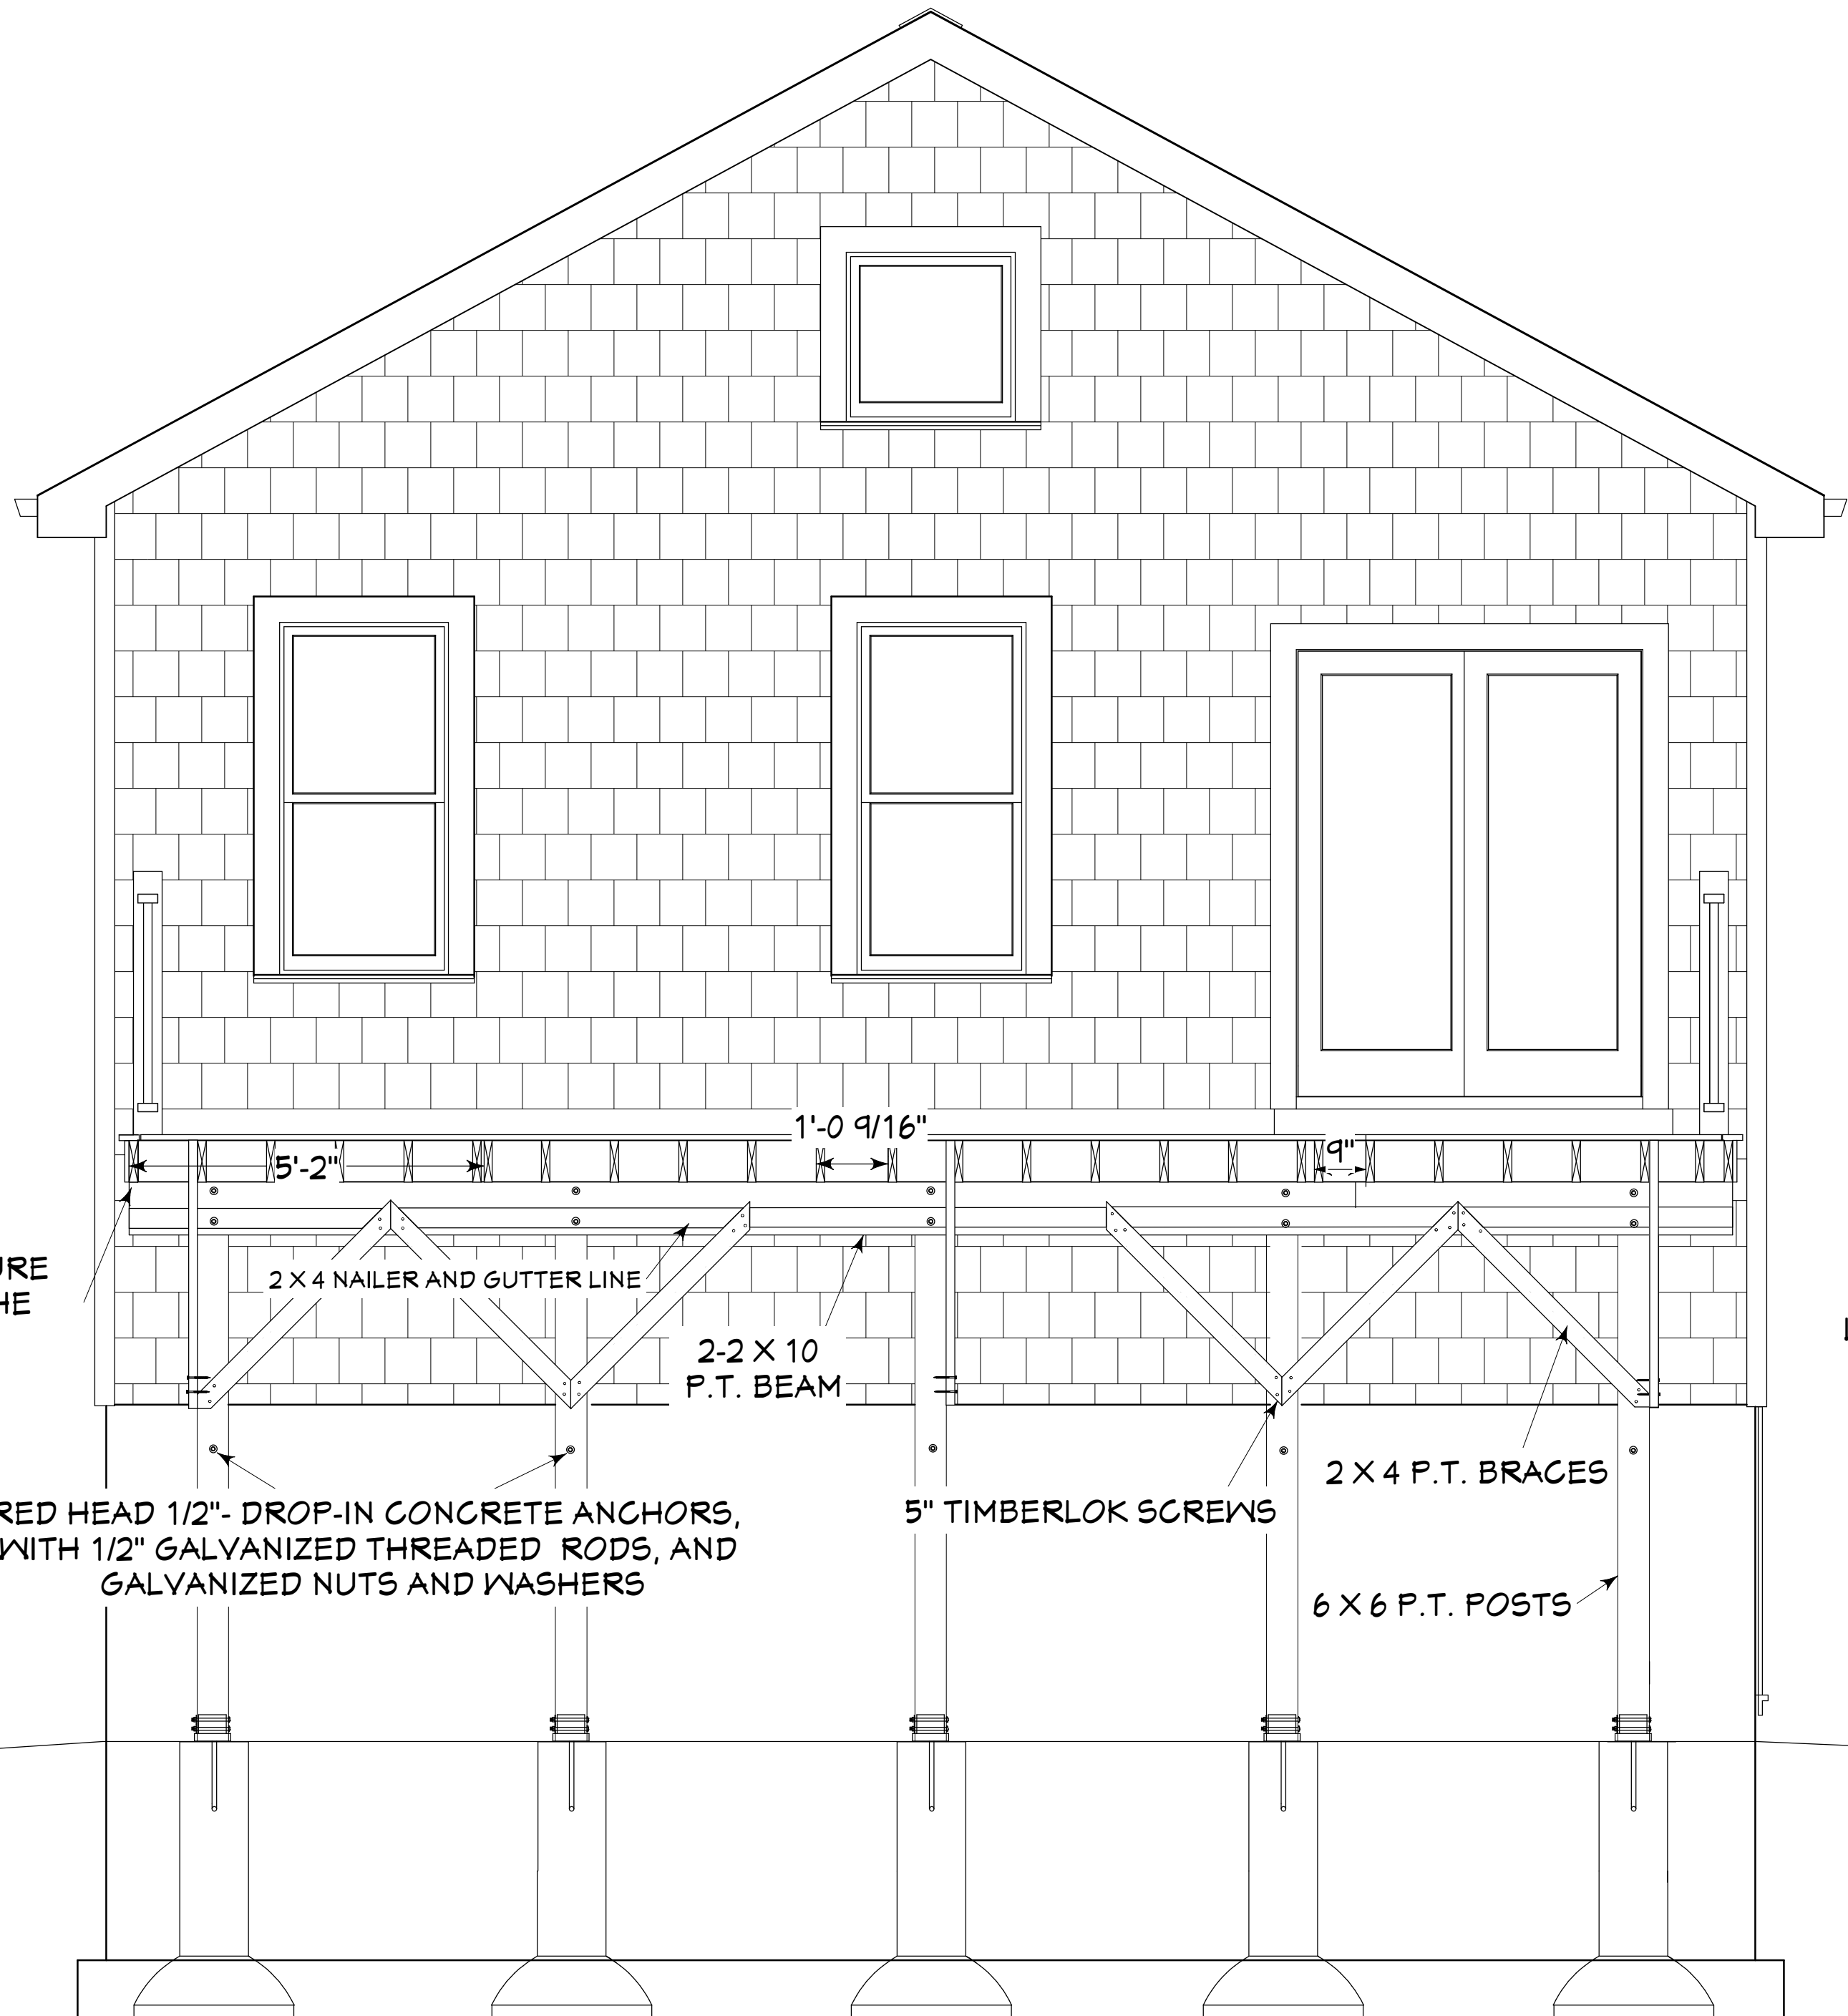 1'-0 9/16"
9"
5'-2"
2 X 4 NAILER AND GUTTER LINE
2-2 X 10
P.T. BEAM
2 X 4 P.T. BRACES
RED HEAD 1/2"- DROP-IN CONCRETE ANCHORS,
WITH 1/2" GALVANIZED THREADED RODS, AND
GALVANIZED NUTS AND WASHERS
5" TIMBERLOK SCREWS
6 X 6 P.T. POSTS